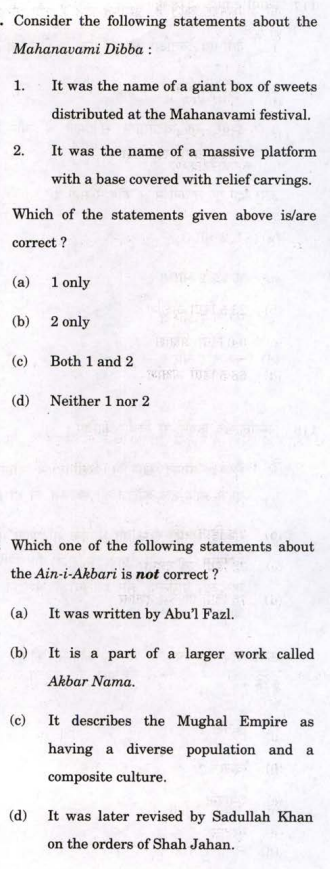 . Consider the following statements about the
Mahanavami Dibba :
1. It was the name of a giant box of sweets
distributed at the Mahanavami festival.
2. It was the name of a massive platform
with a base covered with relief carvings.
Which of the statements given above is/are
correct ?
(a) 1 only
(b) 2 only
(c) Both 1 and 2
(d) Neither 1 nor 2
Which one of the following statements about
the Ain-i-Akbari is not correct ?
(a) It was written by Abu'l Fazl.
(b) It is a part of a larger work called
Akbar Nama.
(c) It describes the Mughal Empire as
having a diverse population and a
composite culture.
(d) It was later revised by Sadullah Khan
on the orders of Shah Jahan.